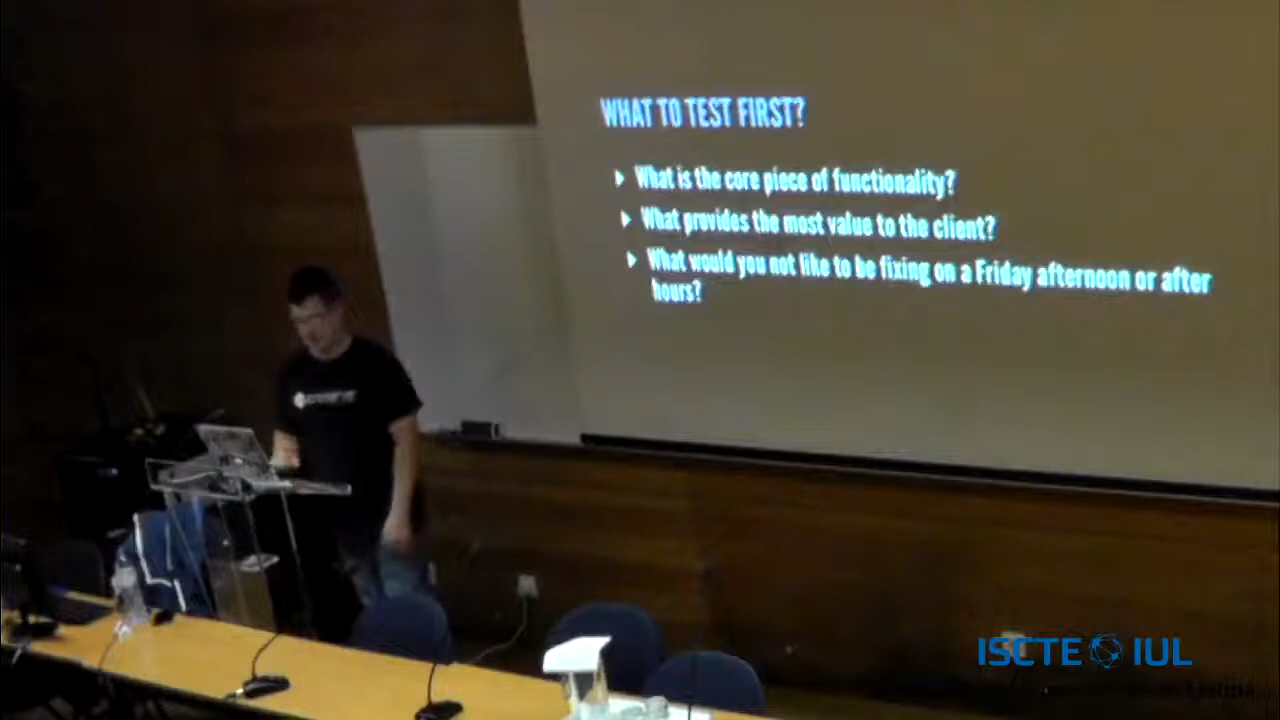 WHAT TO TEST FIRST?
What is the core piece of functionality?
What provides the most value to the client?
What would you not like to be fixing on a Friday afternoon or after
hours?
ISCTE IUL